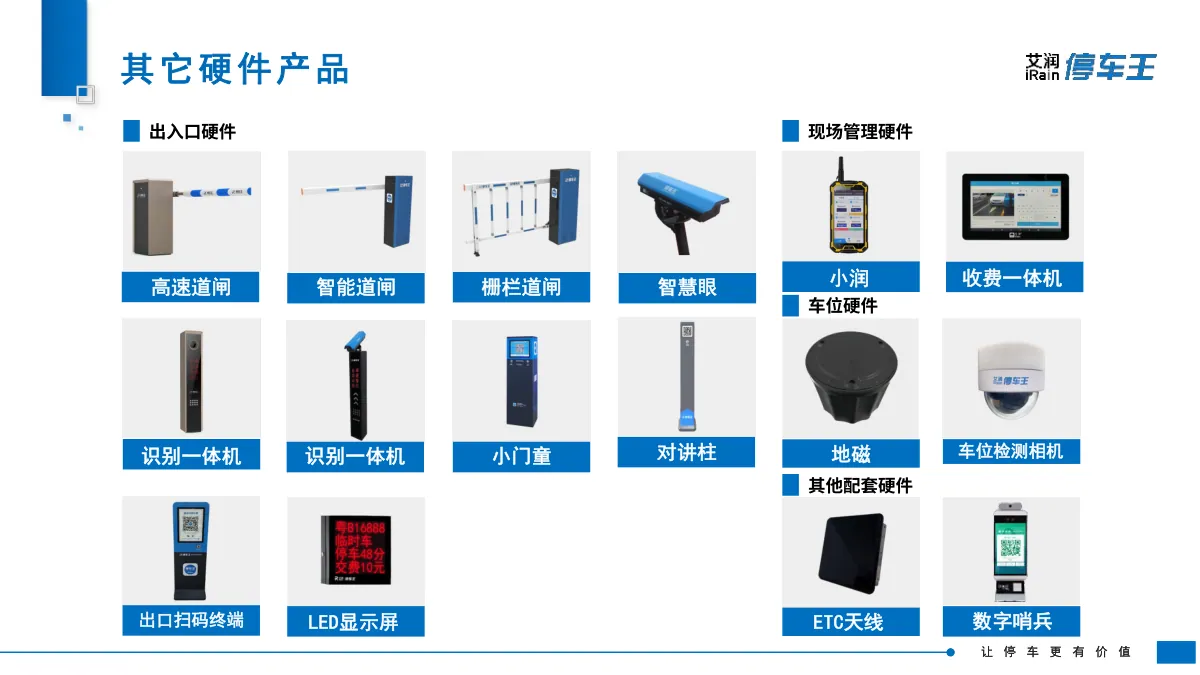 其它硬件产品
艾润
iRain 停车王
出入口硬件
高速道闸
智能道闸
栅栏道闸
智慧眼
识别一体机
识别一体机
小门童
对讲柱
出口扫码终端
粤B16888
临时车
停车48分
交费10元
LED显示屏
现场管理硬件
小润
收费一体机
车位硬件
地磁
停车王
车位检测相机
其他配套硬件
ETC天线
数字哨兵
让停车更有价值